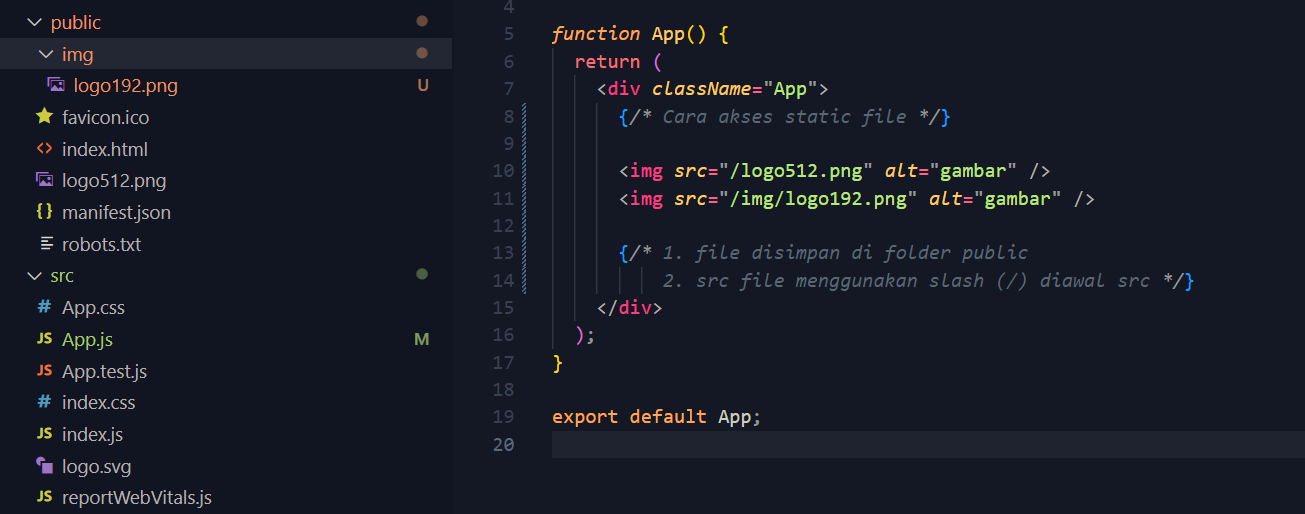 public
img
logo192.png U
favicon.ico
index.html
logo512.png
manifest.json
robots.txt
src
App.css
App.js M
App.test.js
index.css
index.js
logo.svg
reportWebVitals.js
4
5 function App() {
6 return (
7 <div className="App">
8 {/* Cara akses static file */}
9
10 <img src="/logo512.png" alt="gambar" />
11 <img src="/img/logo192.png" alt="gambar" />
12
13 {/* 1. file disimpan di folder public
14 2. src file menggunakan slash (/) diawal src */}
15 </div>
16 );
17 }
18
19 export default App;
20